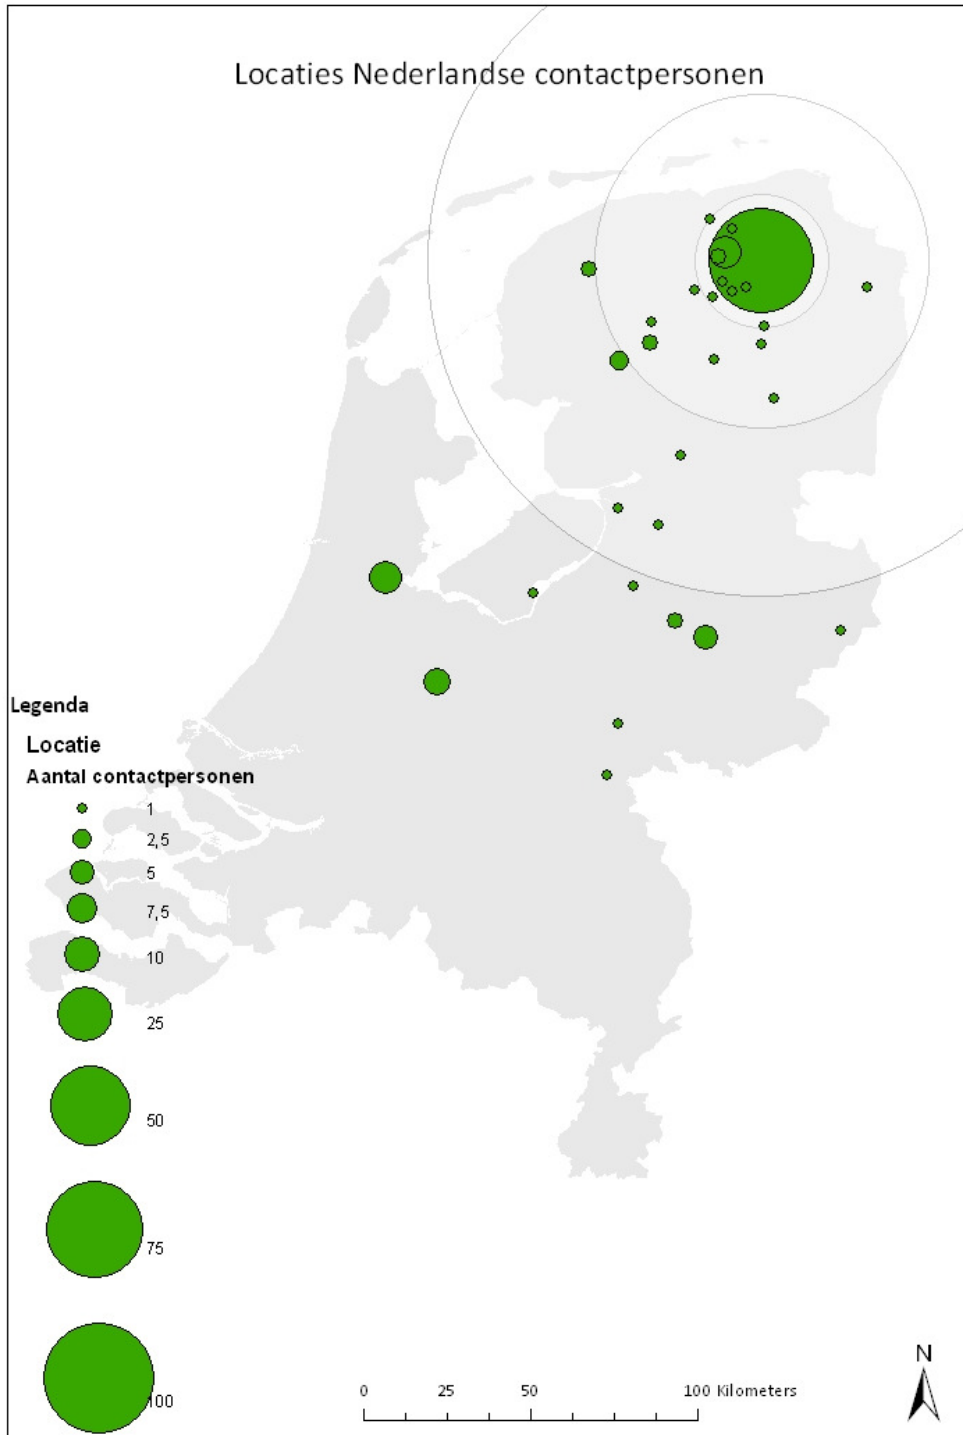 Locaties Nederlandse contactpersonen
Legenda
Locatie
Aantal contactpersonen
1
2,5
5
7,5
10
25
50
75
100
0 25 50 100 Kilometers
N